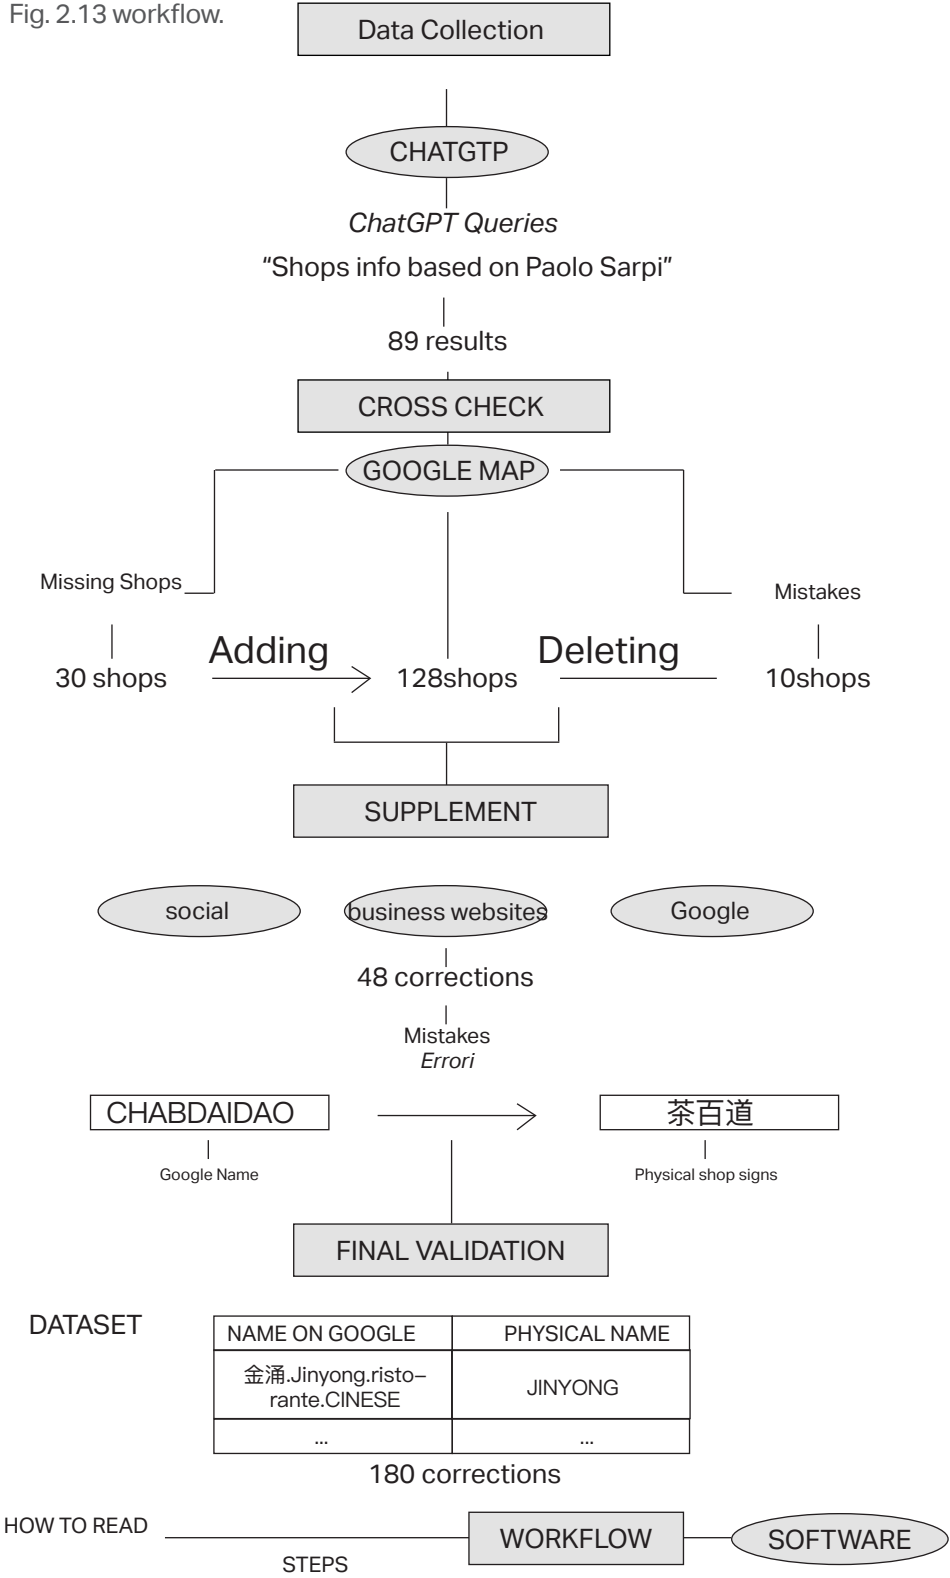 Fig. 2.13 workflow.
Data Collection
CHATGTP
ChatGPT Queries
“Shops info based on Paolo Sarpi”
89 results
CROSS CHECK
GOOGLE MAP
Missing Shops
Mistakes
Adding
Deleting
30 shops
128shops
10shops
SUPPLEMENT
social
business websites
Google
48 corrections
Mistakes
Errori
CHABDAIDAO
茶百道
Google Name
Physical shop signs
FINAL VALIDATION
DATASET
NAME ON GOOGLE
PHYSICAL NAME
金涌.Jinyong.risto–
rante.CINESE
JINYONG
...
...
180 corrections
HOW TO READ
STEPS
WORKFLOW
SOFTWARE